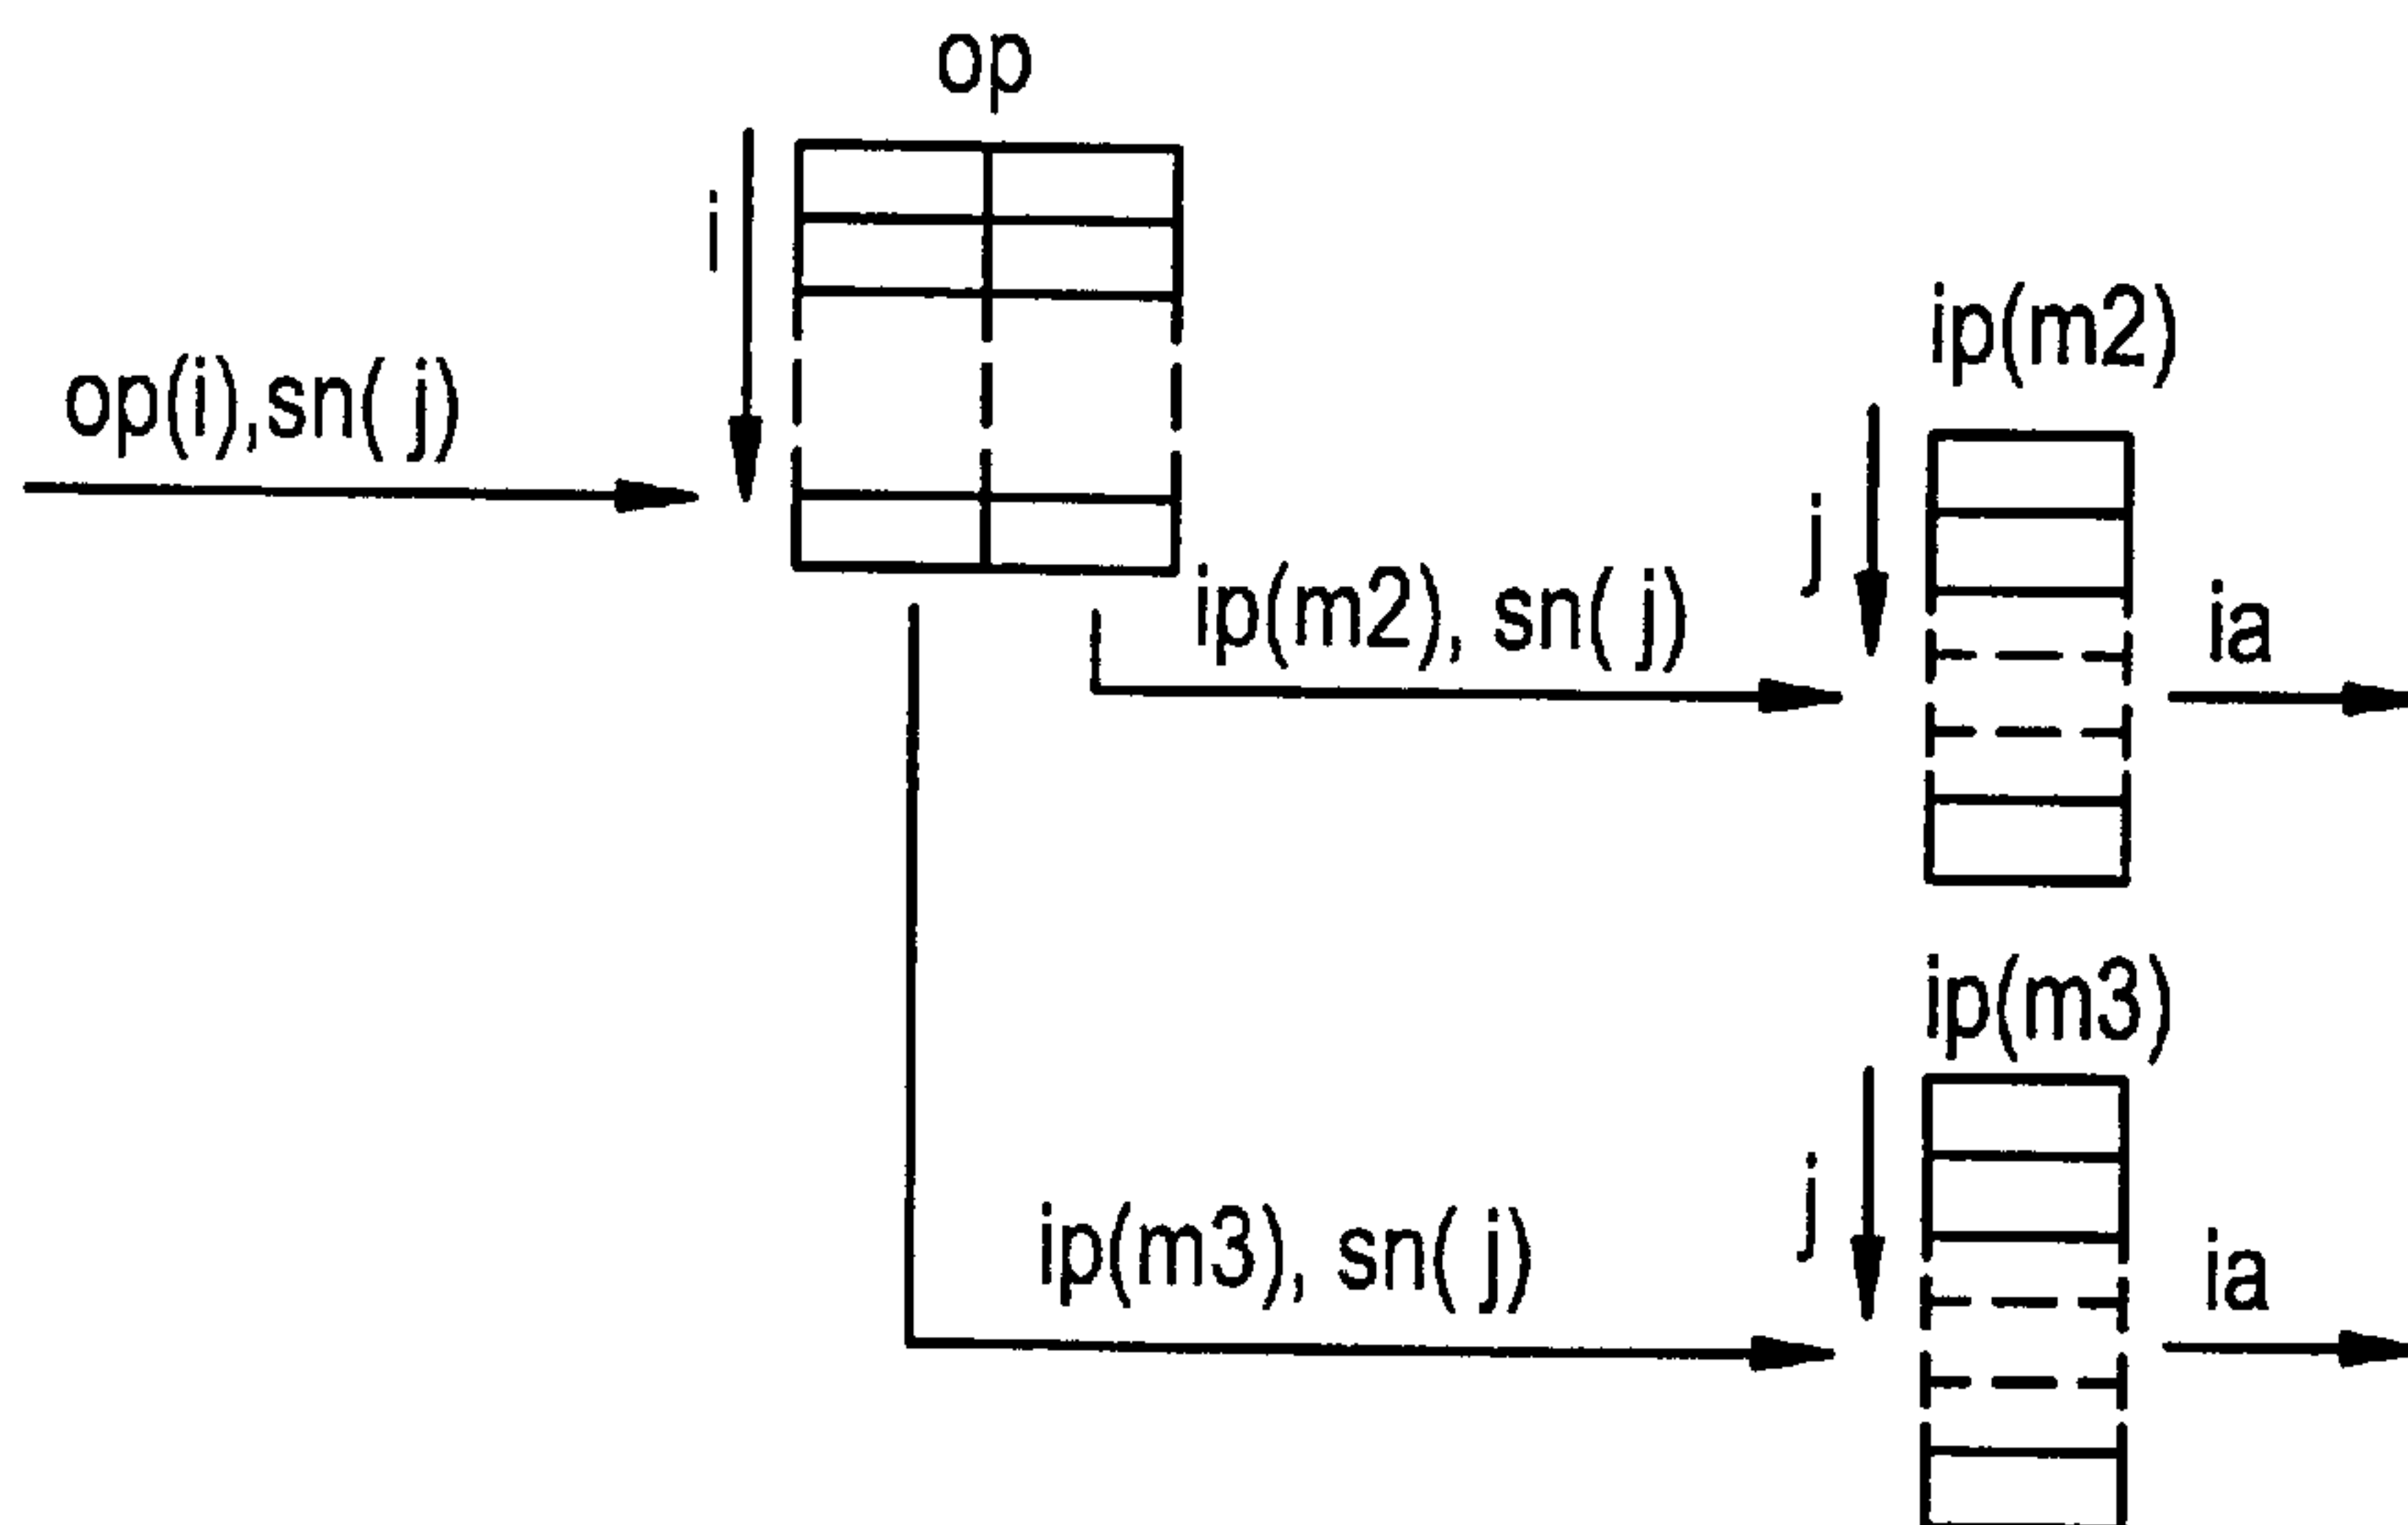 op
i
op(i),sn( j)
ip(m2)
j
ip(m2), sn( j)
ia
ip(m3)
j
ip(m3), sn( j)
ia